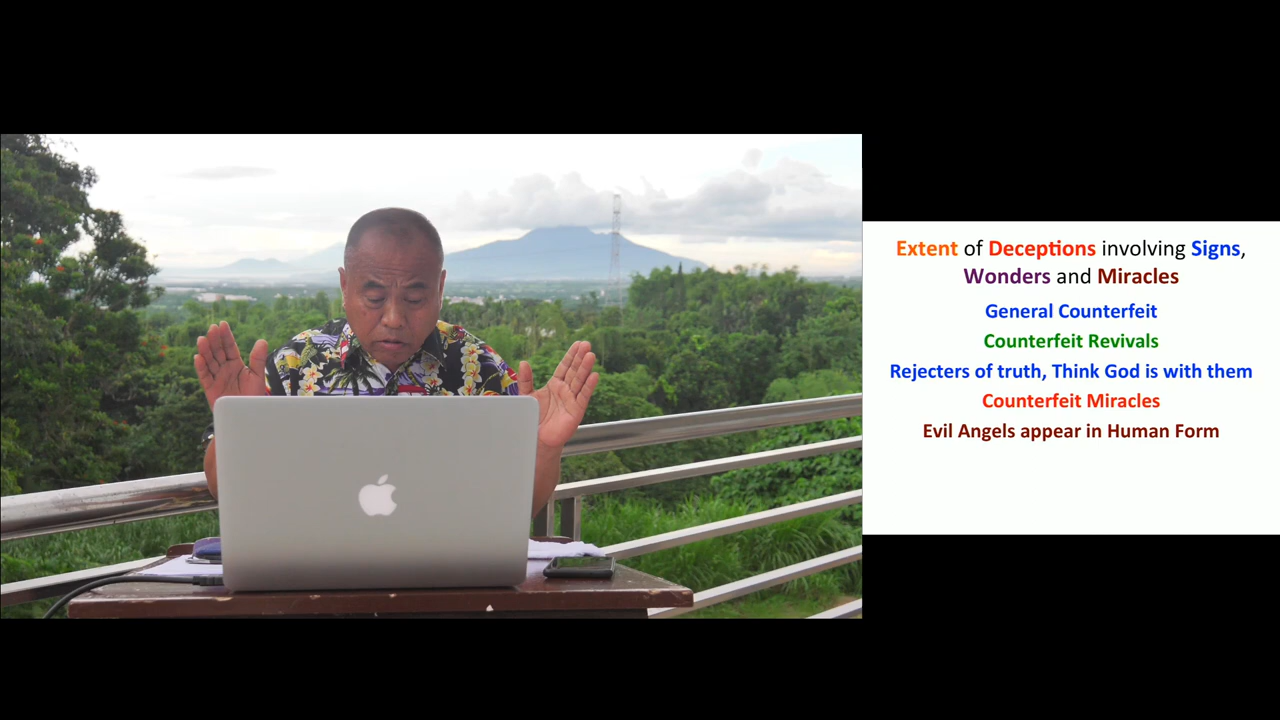 Extent of Deceptions involving Signs,
Wonders and Miracles
General Counterfeit
Counterfeit Revivals
Rejecters of truth, Think God is with them
Counterfeit Miracles
Evil Angels appear in Human Form